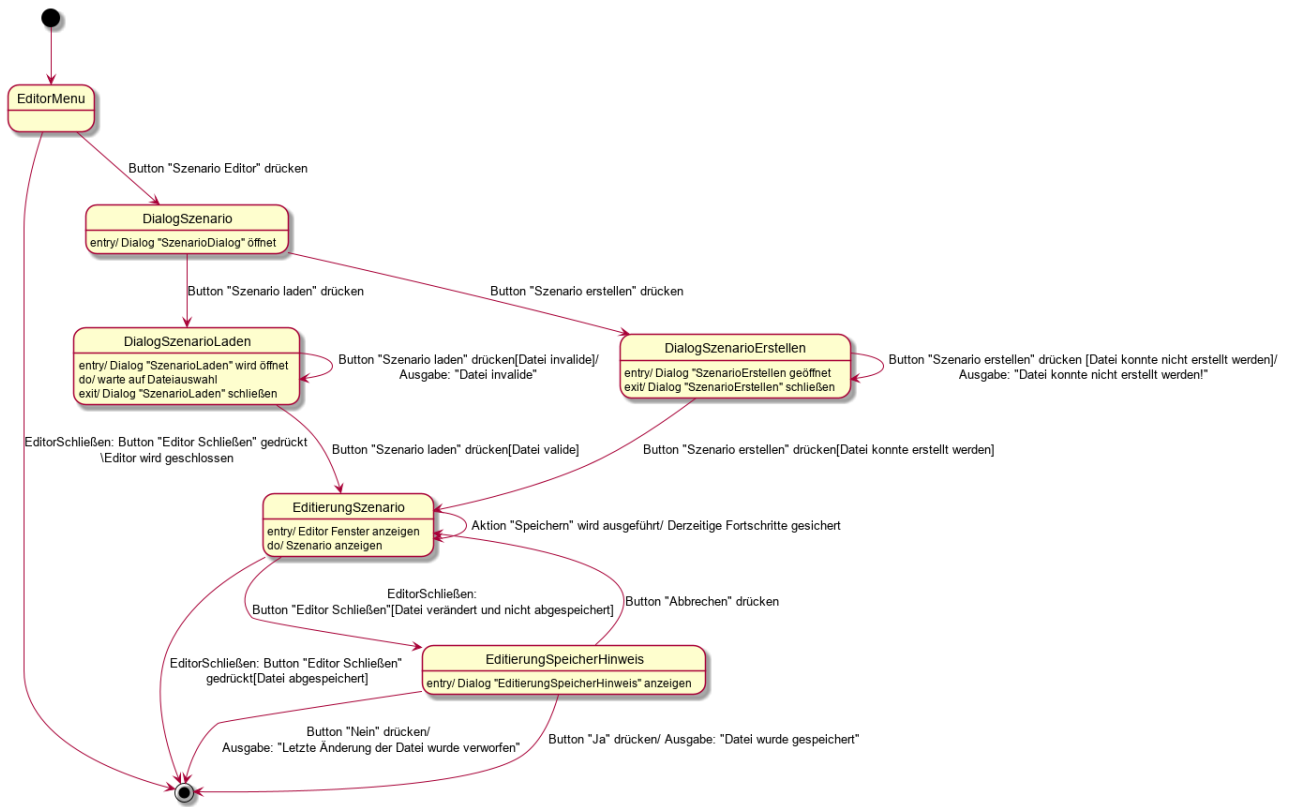 EditorMenu
Button "Szenario Editor" drücken
DialogSzenario
entry/ Dialog "SzenarioDialog" öffnet
Button "Szenario laden" drücken
Button "Szenario erstellen" drücken
DialogSzenarioLaden
entry/ Dialog "SzenarioLaden" wird öffnet
do/ warte auf Dateiauswahl
exit/ Dialog "SzenarioLaden" schließen
Button "Szenario laden" drücken[Datei invalide]/
Ausgabe: "Datei invalide"
DialogSzenarioErstellen
entry/ Dialog "SzenarioErstellen geöffnet
exit/ Dialog "SzenarioErstellen" schließen
Button "Szenario erstellen" drücken [Datei konnte nicht erstellt werden]/
Ausgabe: "Datei konnte nicht erstellt werden!"
EditorSchließen: Button "Editor Schließen" gedrückt
\Editor wird geschlossen
Button "Szenario laden" drücken[Datei valide]
Button "Szenario erstellen" drücken[Datei konnte erstellt werden]
EditierungSzenario
entry/ Editor Fenster anzeigen
do/ Szenario anzeigen
Aktion "Speichern" wird ausgeführt/ Derzeitige Fortschritte gesichert
EditorSchließen:
Button "Editor Schließen"[Datei verändert und nicht abgespeichert]
Button "Abbrechen" drücken
EditorSchließen: Button "Editor Schließen"
gedrückt[Datei abgespeichert]
EditierungSpeicherHinweis
entry/ Dialog "EditierungSpeicherHinweis" anzeigen
Button "Nein" drücken/
Ausgabe: "Letzte Änderung der Datei wurde verworfen"
Button "Ja" drücken/ Ausgabe: "Datei wurde gespeichert"